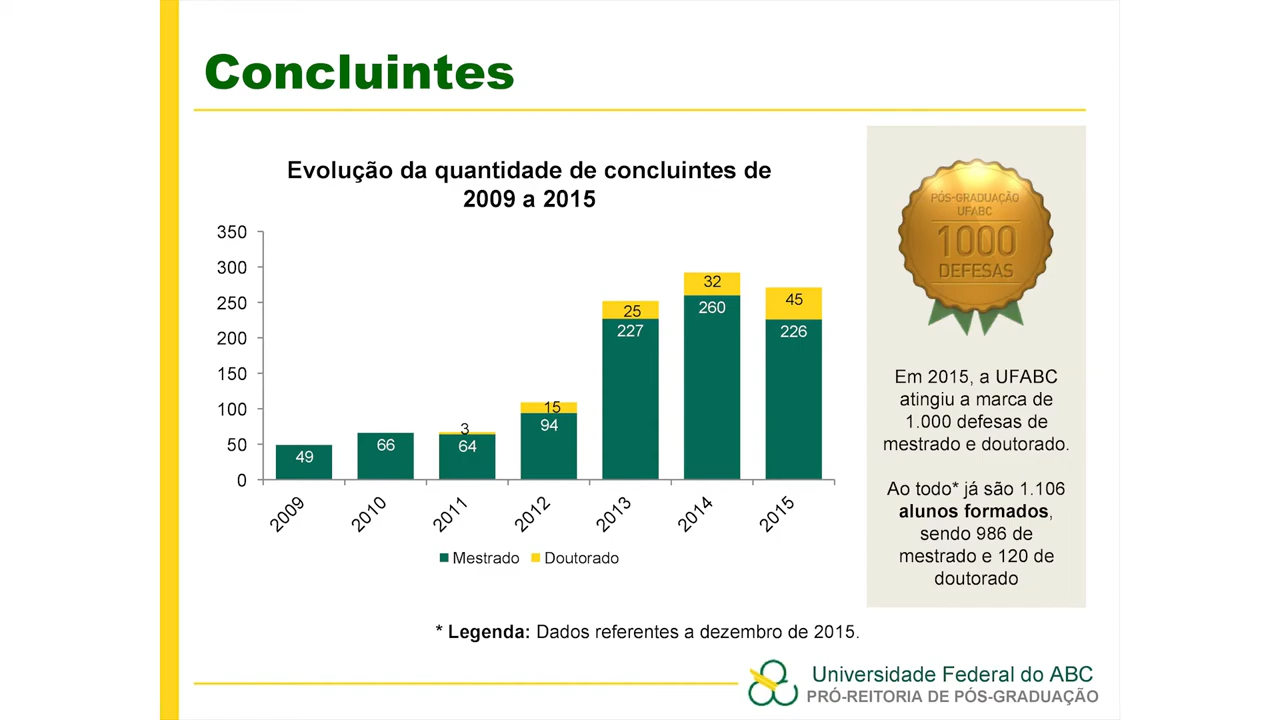 Concluintes
Evolução da quantidade de concluintes de
2009 a 2015
350
300
250
200
150
100
50
0
49
66
3
64
15
94
25
227
32
260
45
226
2009
2010
2011
2012
2013
2014
2015
Mestrado
Doutorado
PÓS-GRADUAÇÃO
UFABC
1000
DEFESAS
Em 2015, a UFABC
atingiu a marca de
1.000 defesas de
mestrado e doutorado.
Ao todo* já são 1.106
alunos formados,
sendo 986 de
mestrado e 120 de
doutorado
* Legenda: Dados referentes a dezembro de 2015.
Universidade Federal do ABC
PRÓ-REITORIA DE PÓS-GRADUAÇÃO